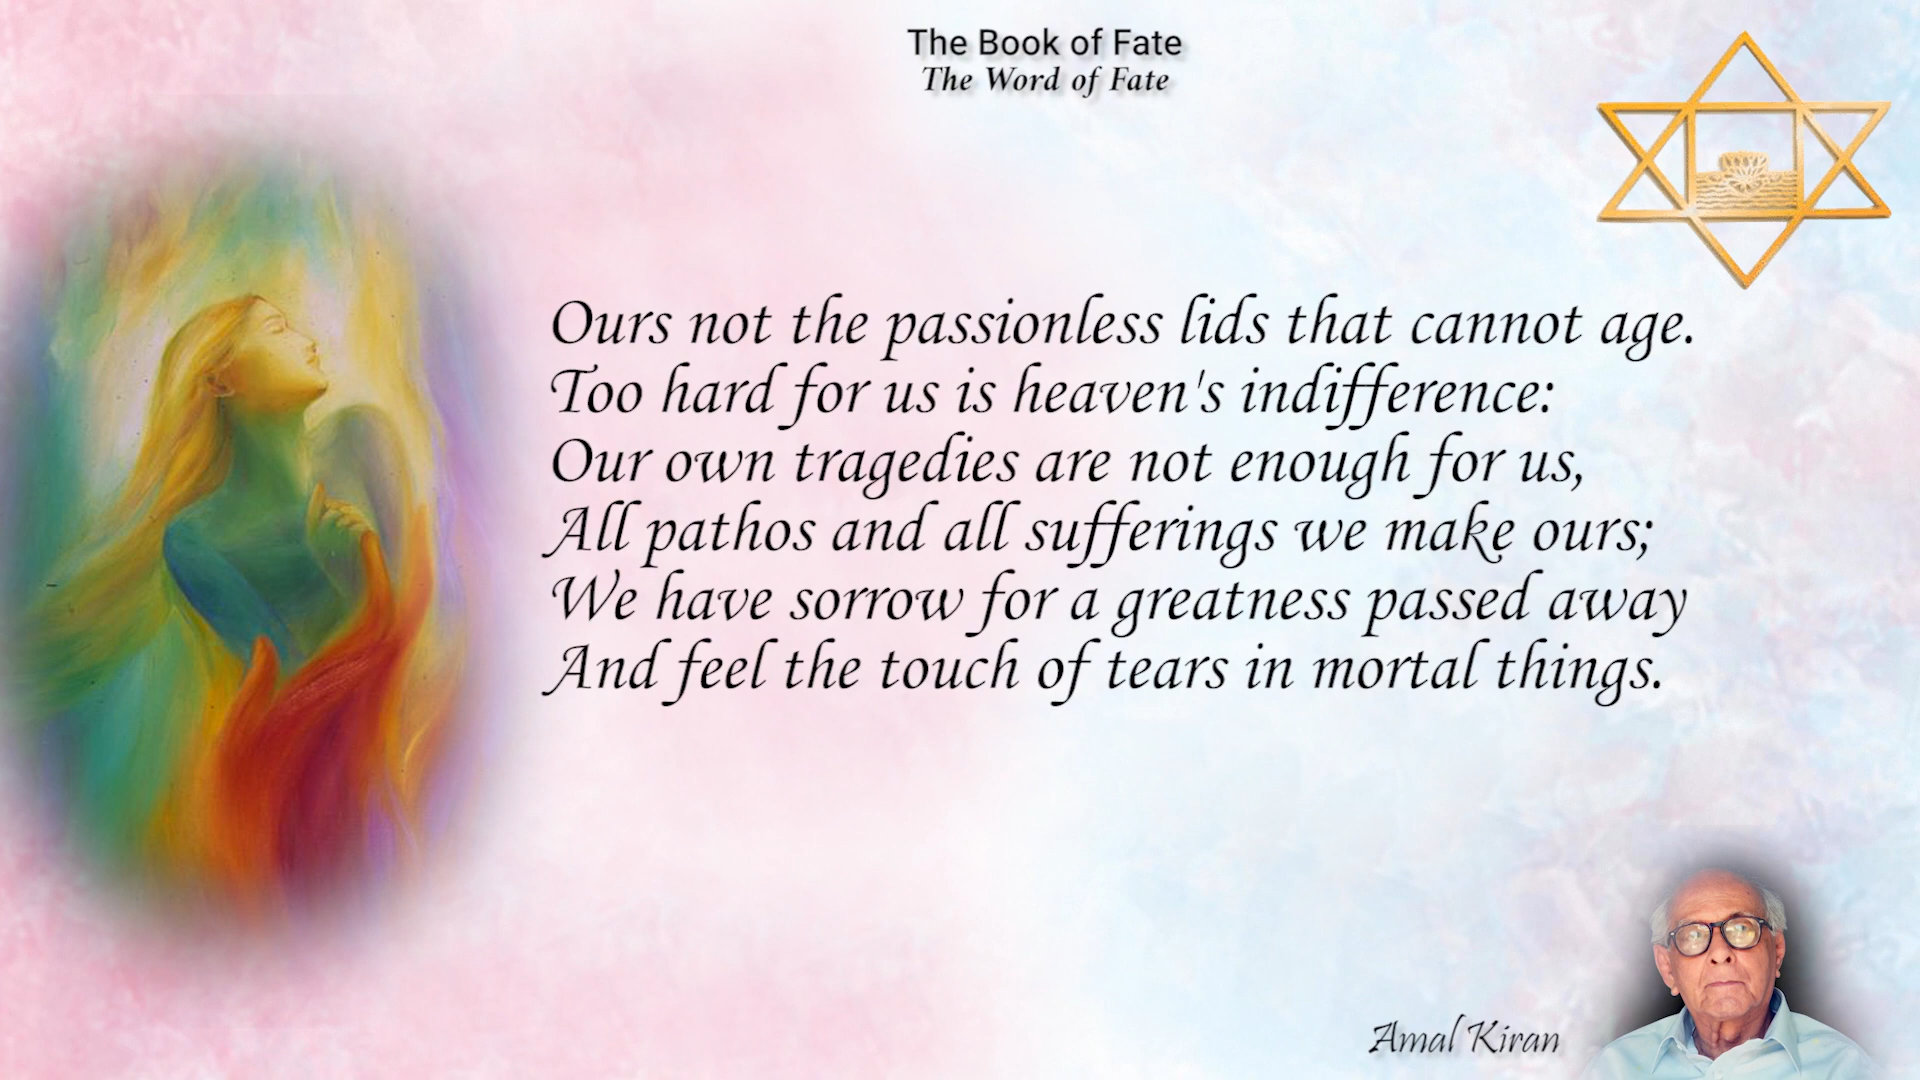 The Book of Fate
The Word of Fate
Ours not the passionless lids that cannot age.
Too hard for us is heaven's indifference:
Our own tragedies are not enough for us,
All pathos and all sufferings we make ours;
We have sorrow for a greatness passed away
And feel the touch of tears in mortal things.
Amal Kiran